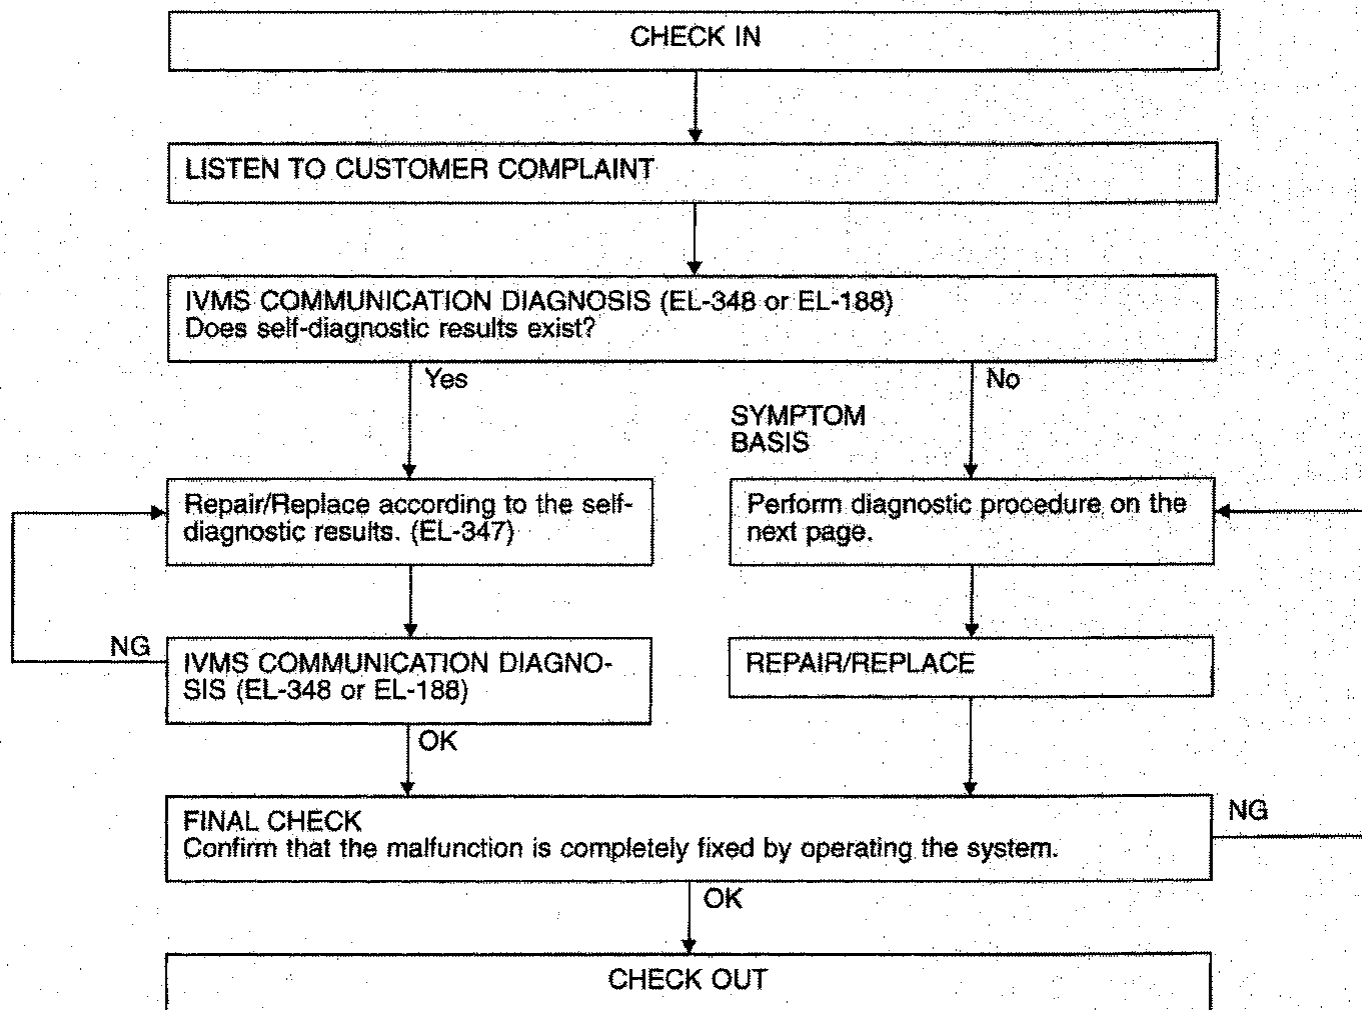 CHECK IN
LISTEN TO CUSTOMER COMPLAINT
IVMS COMMUNICATION DIAGNOSIS (EL-348 or EL-188)
Does self-diagnostic results exist?
Yes
No
SYMPTOM
BASIS
Repair/Replace according to the self-
diagnostic results. (EL-347)
Perform diagnostic procedure on the
next page.
NG
IVMS COMMUNICATION DIAGNO-
SIS (EL-348 or EL-188)
REPAIR/REPLACE
OK
FINAL CHECK
Confirm that the malfunction is completely fixed by operating the system.
NG
OK
CHECK OUT